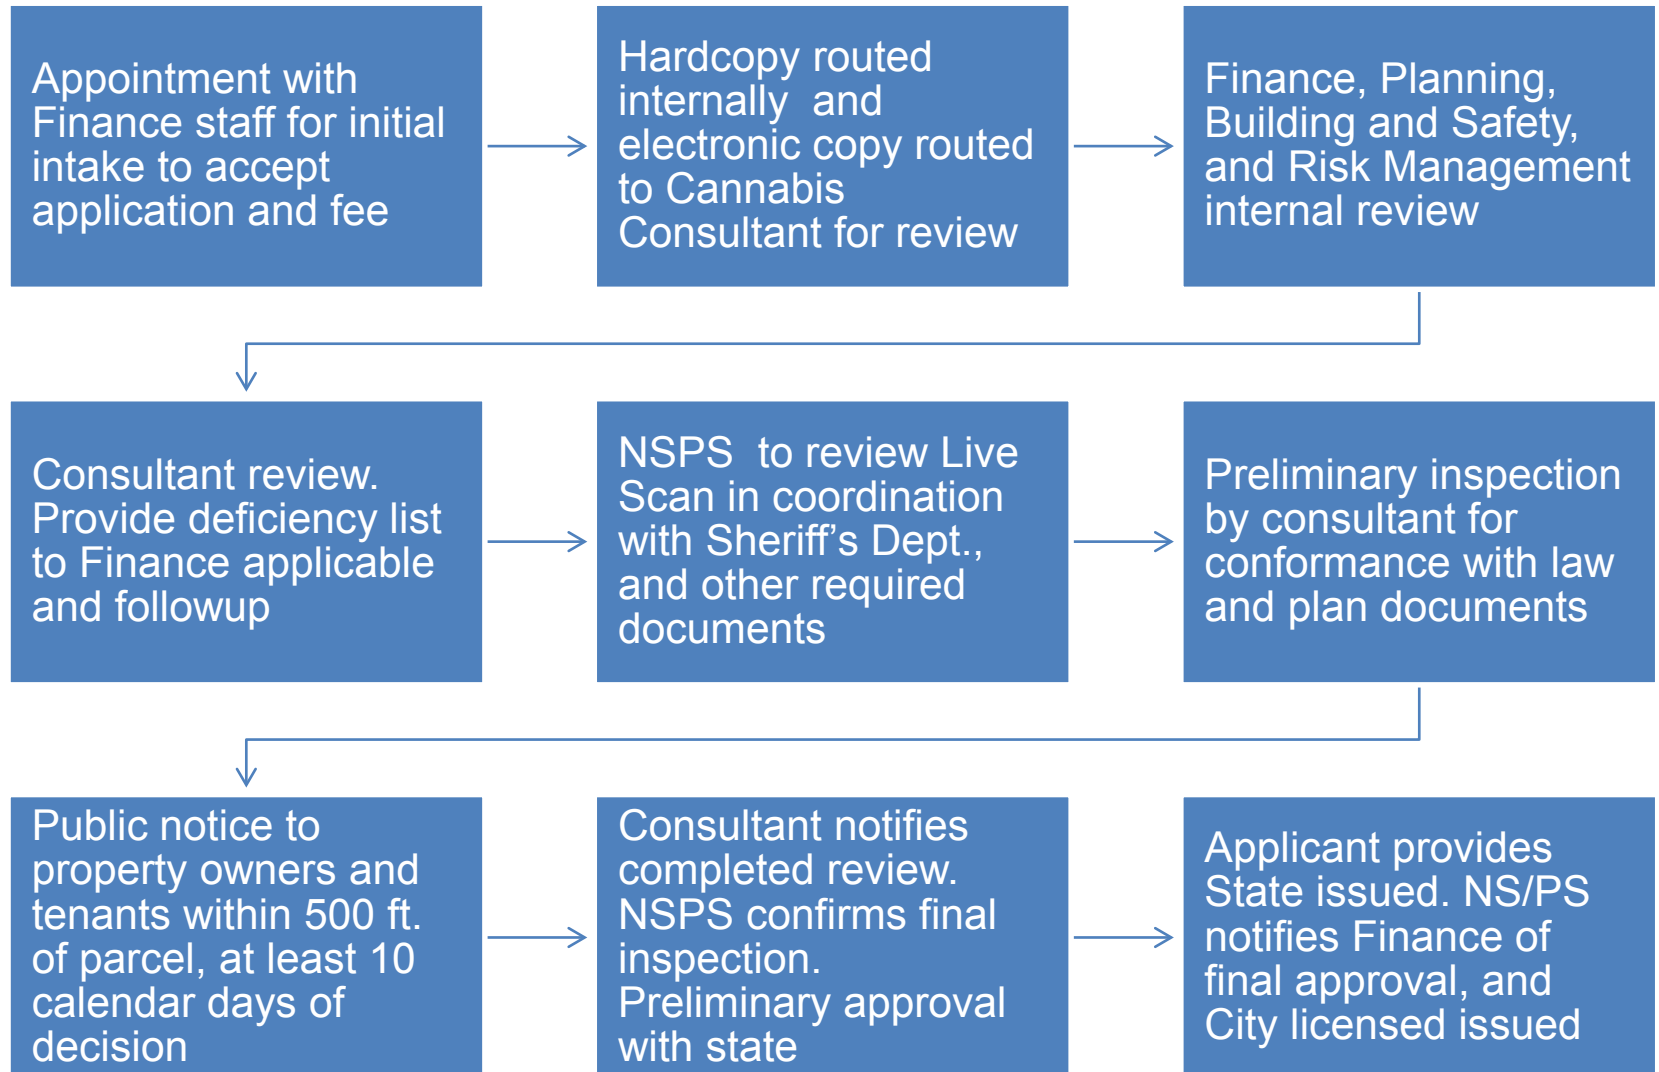 Appointment with
Finance staff for initial
intake to accept
application and fee
Hardcopy routed
internally  and
electronic copy routed
to Cannabis
Consultant for review
Finance, Planning,
Building and Safety,
and Risk Management
internal review
Consultant review.
Provide deficiency list
to Finance applicable
and followup
NSPS  to review Live
Scan in coordination
with Sheriff's Dept.,
and other required
documents
Preliminary inspection
by consultant for
conformance with law
and plan documents
Public notice to
property owners and
tenants within 500 ft.
of parcel, at least 10
calendar days of
decision
Consultant notifies
completed review.
NSPS confirms final
inspection.
Preliminary approval
with state
Applicant provides
State issued. NS/PS
notifies Finance of
final approval, and
City licensed issued